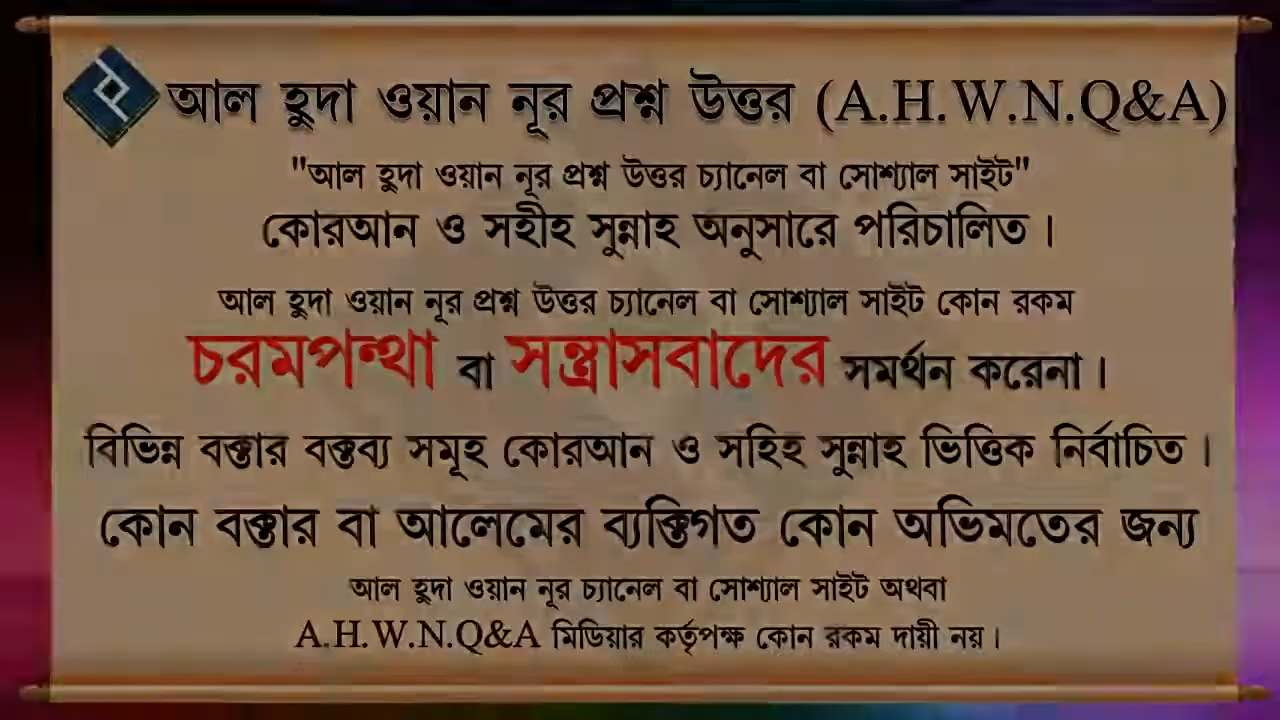 আল হুদা ওয়ান নূর প্রশ্ন উত্তর (A.H.W.N.Q&A)
"আল হুদা ওয়ান নূর প্রশ্ন উত্তর চ্যানেল বা সোশ্যাল সাইট"
কোরআন ও সহীহ সুন্নাহ অনুসারে পরিচালিত ।
আল হুদা ওয়ান নূর প্রশ্ন উত্তর চ্যানেল বা সোশ্যাল সাইট কোন রকম
চরমপন্থা বা সন্ত্রাসবাদের সমর্থন করেনা ।
বিভিন্ন বক্তার বক্তব্য সমূহ কোরআন ও সহিহ সুন্নাহ ভিত্তিক নির্বাচিত ।
কোন বক্তার বা আলেমের ব্যক্তিগত কোন অভিমতের জন্য
আল হুদা ওয়ান নূর চ্যানেল বা সোশ্যাল সাইট অথবা
A.H.W.N.Q&A মিডিয়ার কর্তৃপক্ষ কোন রকম দায়ী নয় ।